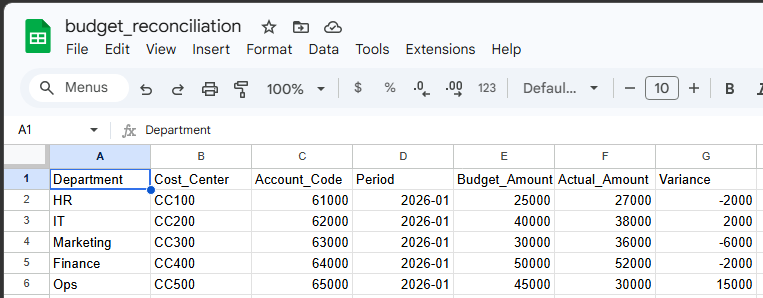 budget_reconciliation
File Edit View Insert Format Data Tools Extensions Help
Menus 100% $ % .0 .00 123 Defaul... 10 B I
A1 fx Department
A B C D E F G
1 Department Cost_Center Account_Code Period Budget_Amount Actual_Amount Variance
2 HR CC100 61000 2026-01 25000 27000 -2000
3 IT CC200 62000 2026-01 40000 38000 2000
4 Marketing CC300 63000 2026-01 30000 36000 -6000
5 Finance CC400 64000 2026-01 50000 52000 -2000
6 Ops CC500 65000 2026-01 45000 30000 15000